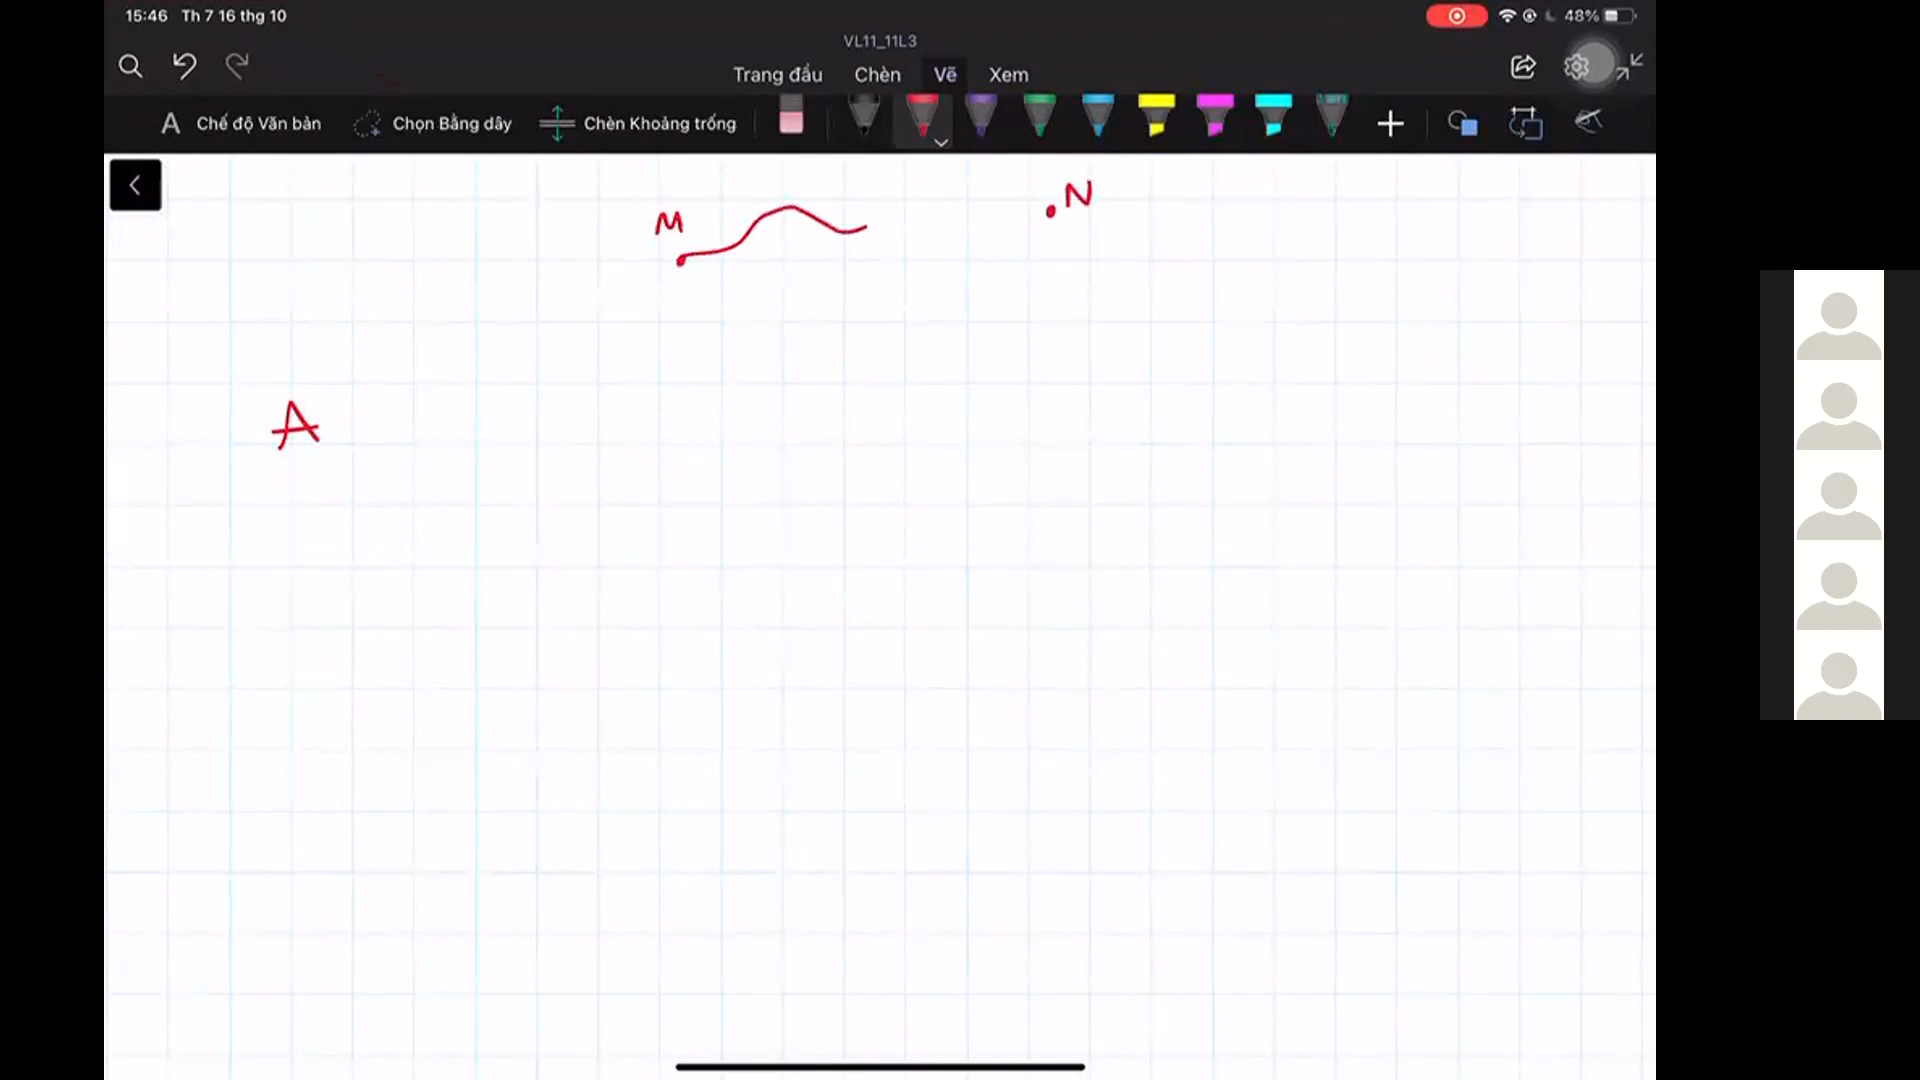 15:46 Th 7 16 thg 10
48%
VL11_11L3
Trang đầu Chèn Vẽ Xem
A Chế độ Văn bản Chọn Bằng dây Chèn Khoảng trống
M
N
A